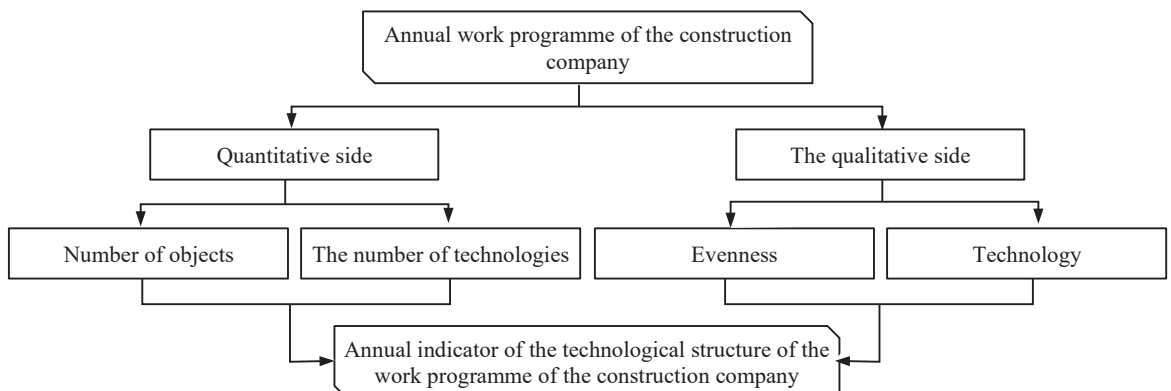 Annual work programme of the construction
company
Quantitative side
The qualitative side
Number of objects
The number of technologies
Evenness
Technology
Annual indicator of the technological structure of the
work programme of the construction company